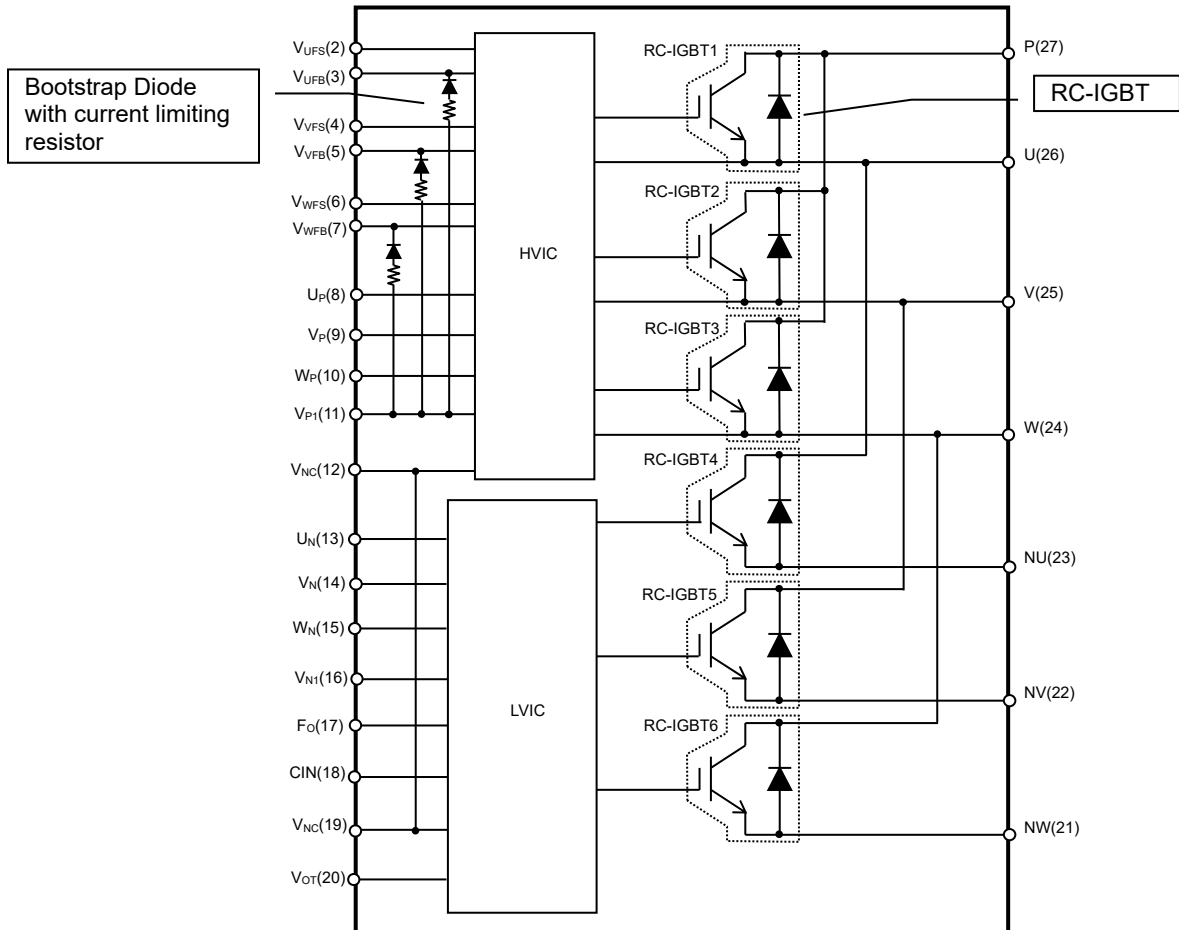 Bootstrap Diode
with current limiting
resistor
VUFS(2)
VUFB(3)
VVFS(4)
VVFB(5)
VWFS(6)
VWFB(7)
UP(8)
VP(9)
WP(10)
VP1(11)
VNC(12)
UN(13)
VN(14)
WN(15)
VN1(16)
FO(17)
CIN(18)
VNC(19)
VOT(20)
HVIC
LVIC
RC-IGBT1
RC-IGBT2
RC-IGBT3
RC-IGBT4
RC-IGBT5
RC-IGBT6
P(27)
RC-IGBT
U(26)
V(25)
W(24)
NU(23)
NV(22)
NW(21)